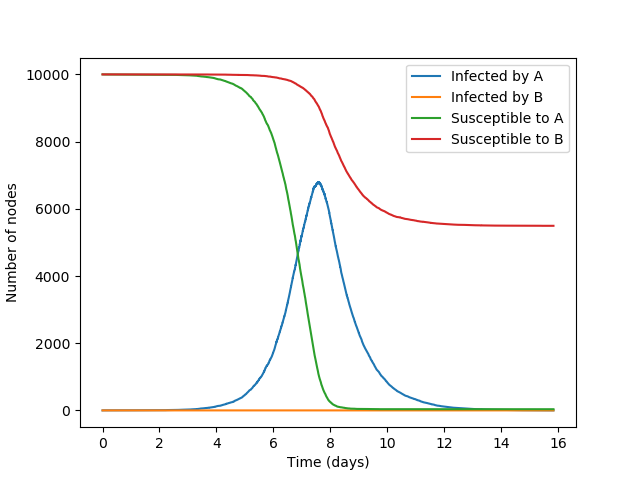 Infected by A
Infected by B
Susceptible to A
Susceptible to B
Number of nodes
10000
8000
6000
4000
2000
0
0 2 4 6 8 10 12 14 16
Time (days)